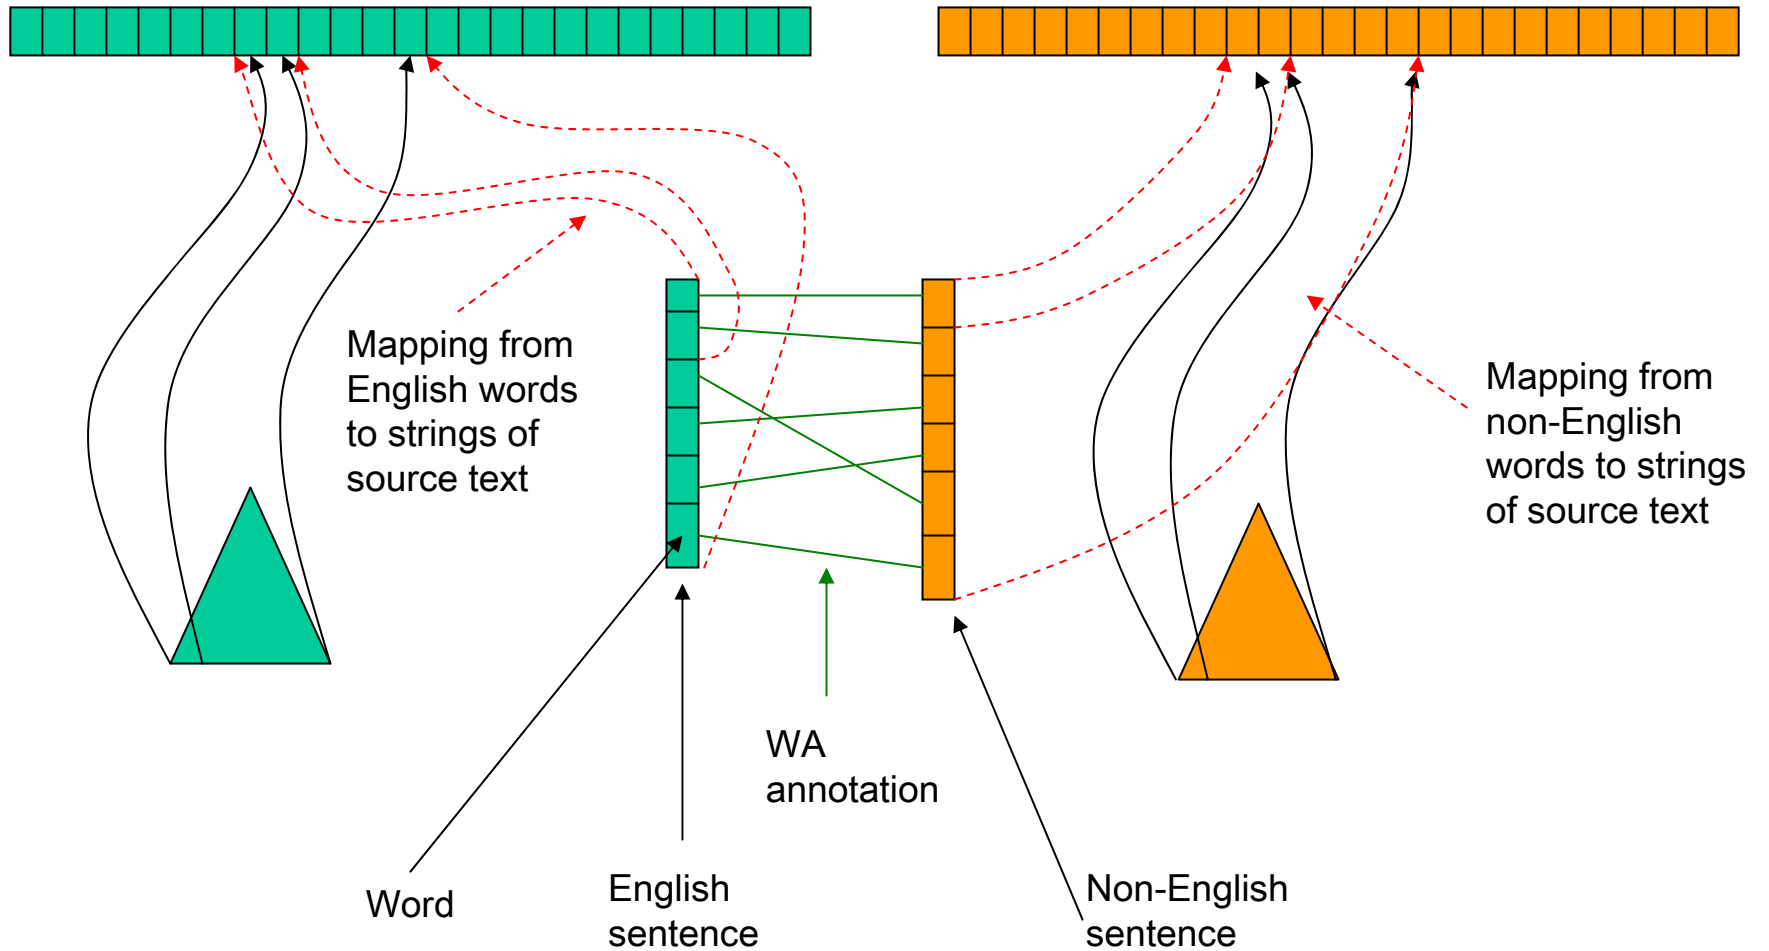 Mapping from
English words
to strings of
source text
Mapping from
non-English
words to strings
of source text
WA
annotation
Word
English
sentence
Non-English
sentence